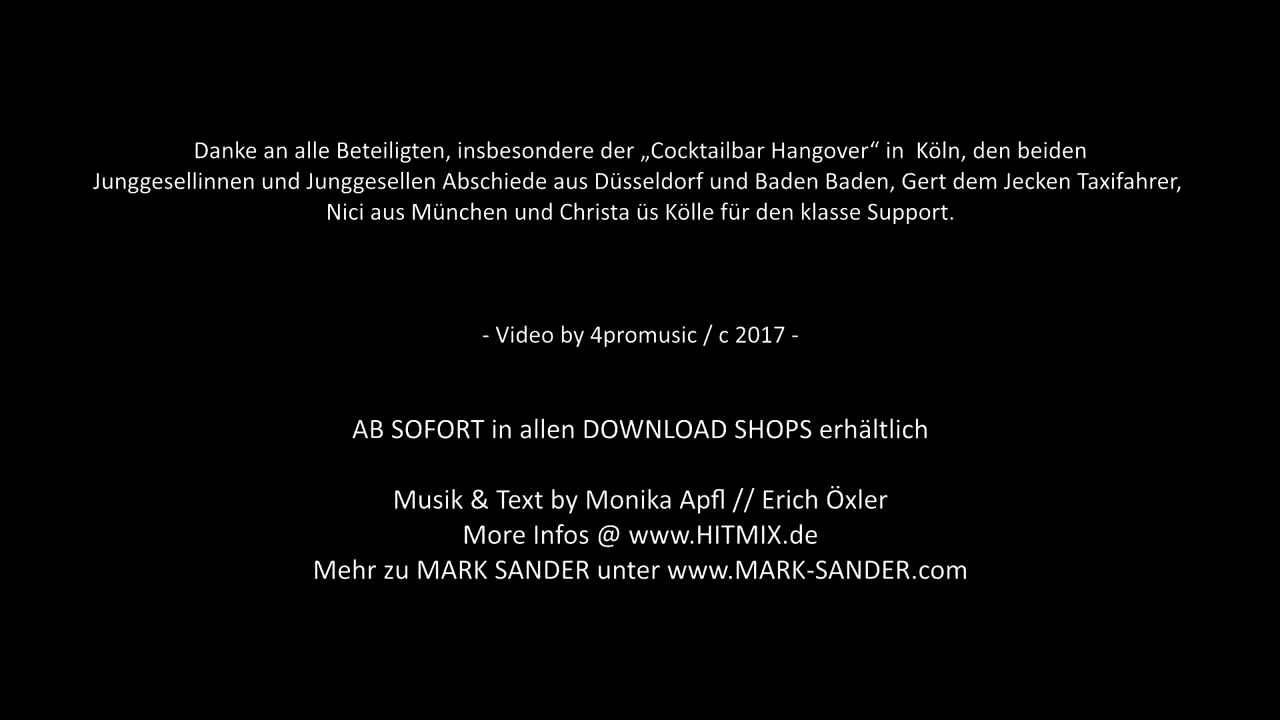 Danke an alle Beteiligten, insbesondere der „Cocktailbar Hangover“ in  Köln, den beiden
Junggesellinnen und Junggesellen Abschiede aus Düsseldorf und Baden Baden, Gert dem Jecken Taxifahrer,
Nici aus München und Christa üs Kölle für den klasse Support.
- Video by 4promusic / c 2017 -
AB SOFORT in allen DOWNLOAD SHOPS erhältlich
Musik & Text by Monika Apfl // Erich Öxler
More Infos @ www.HITMIX.de
Mehr zu MARK SANDER unter www.MARK-SANDER.com